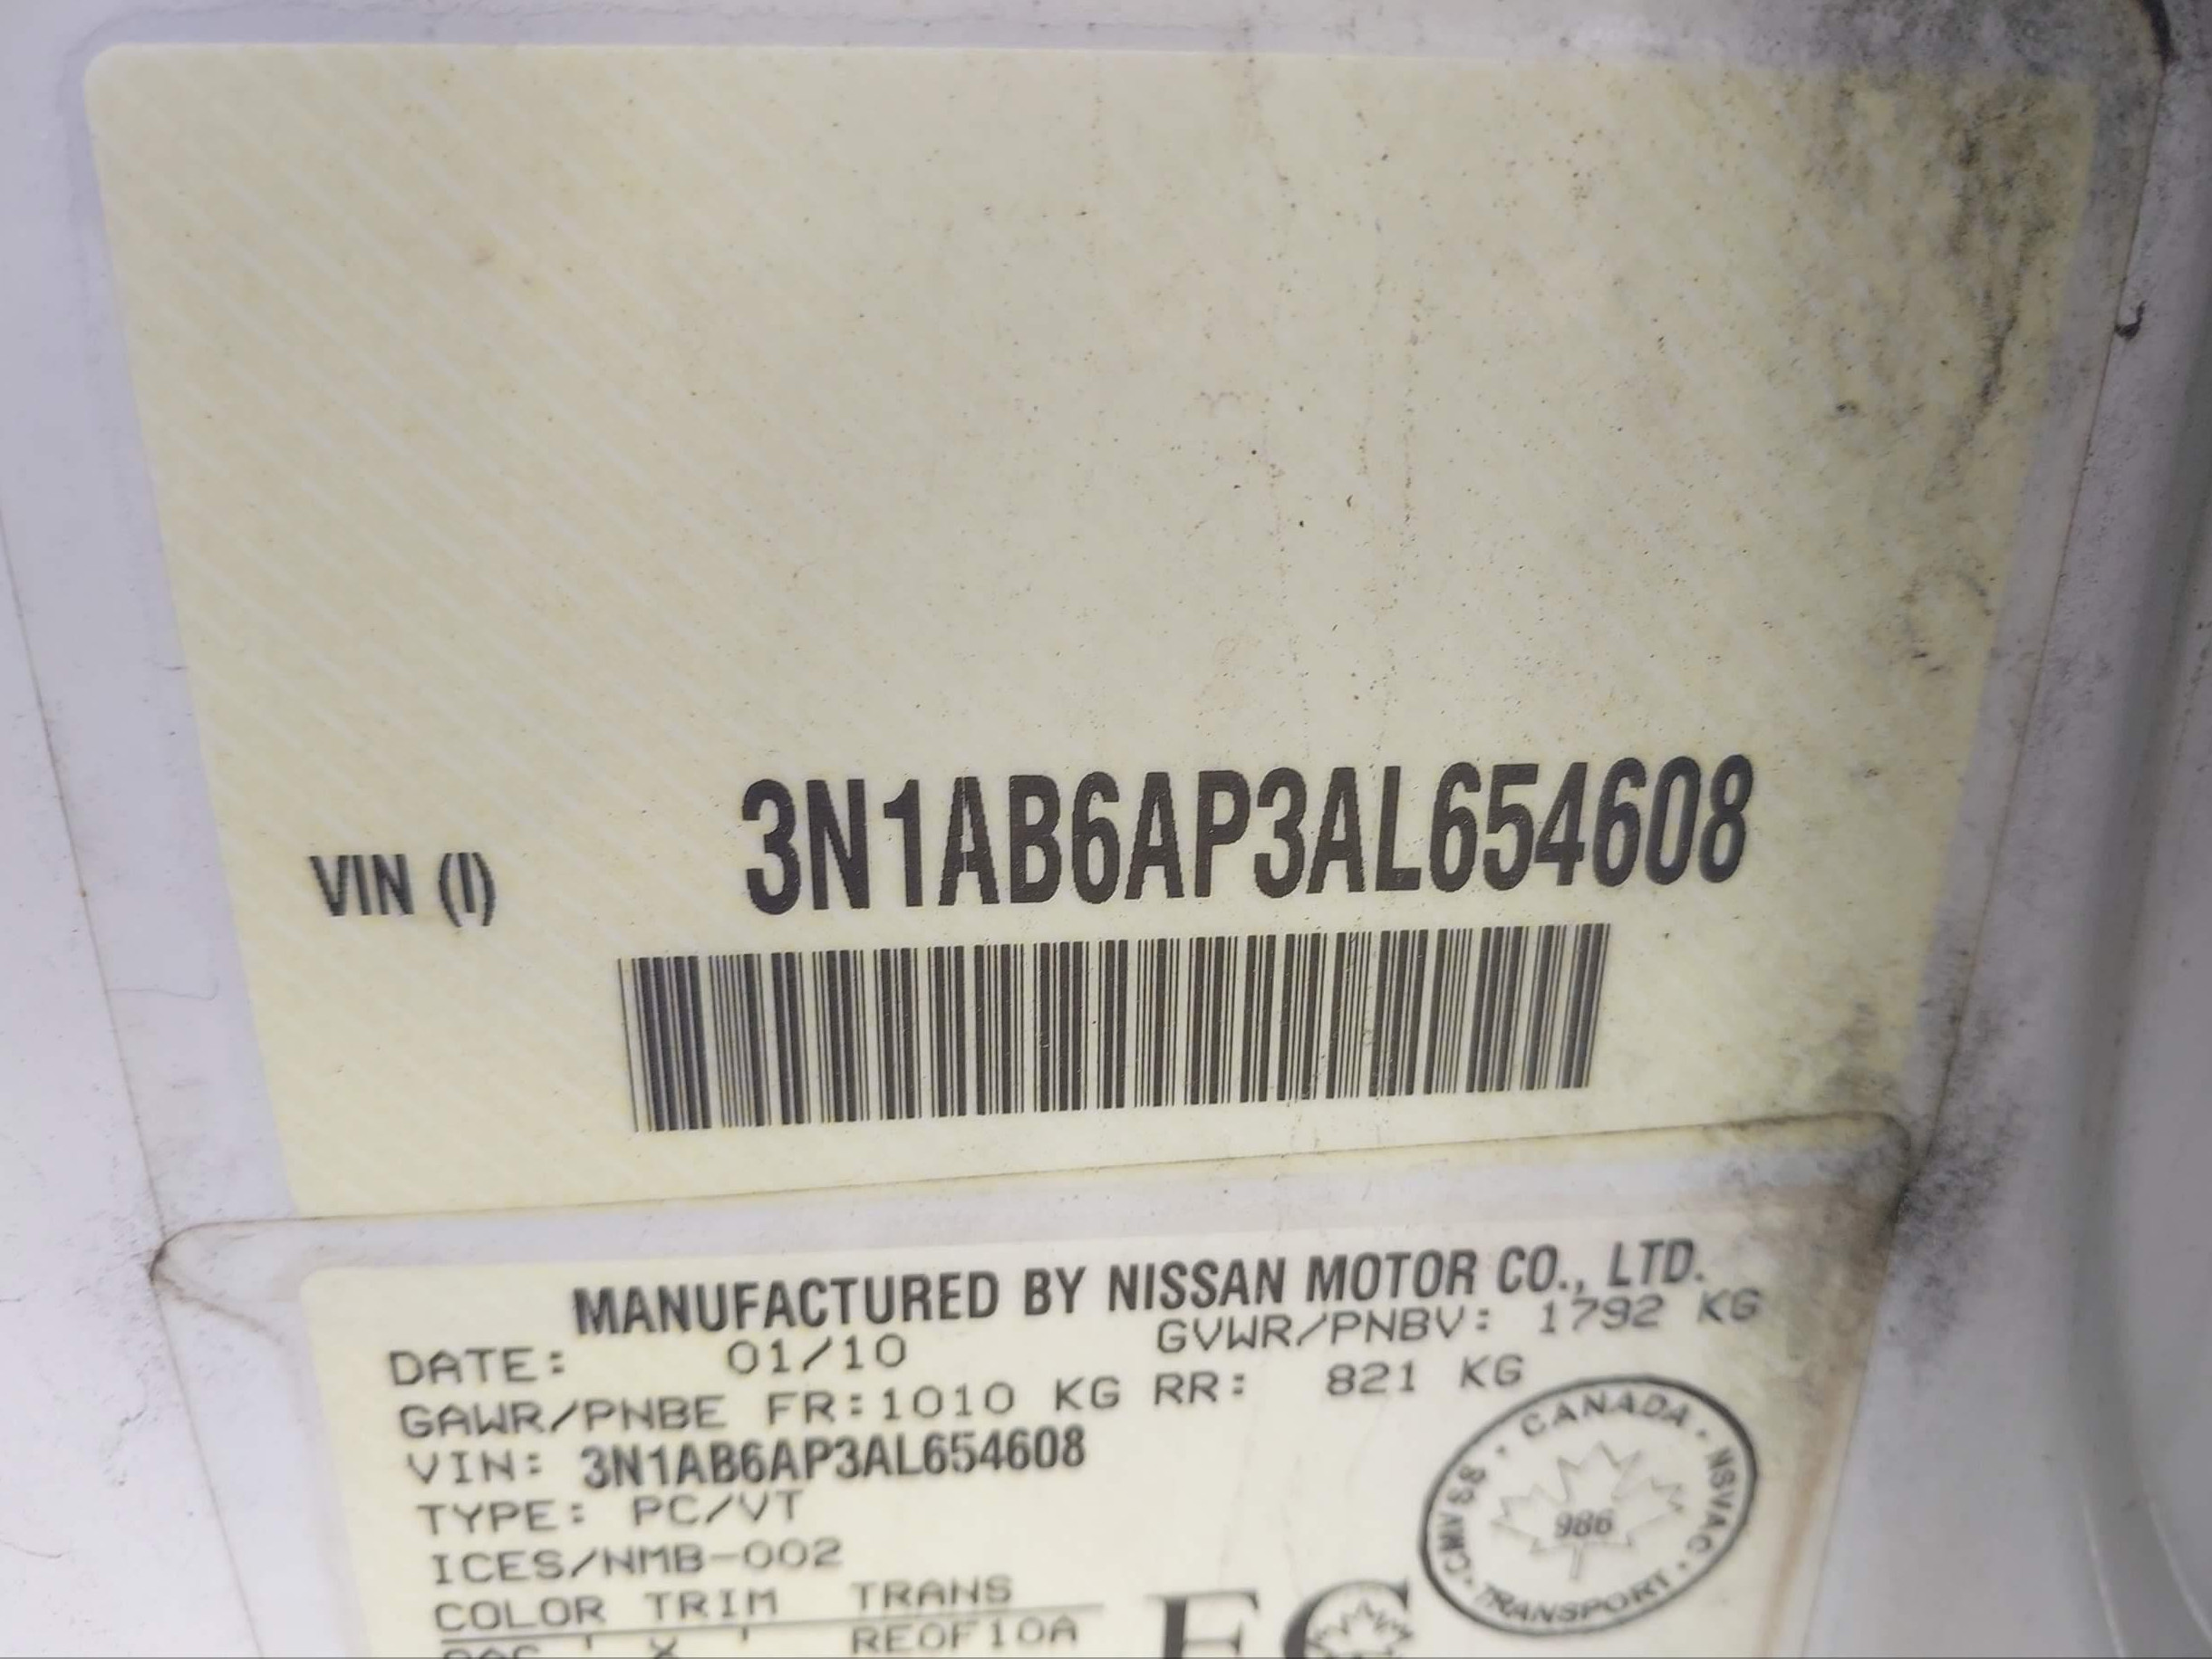 3N1AB6AP3AL654608
VIN (I)
MANUFACTURED BY NISSAN MOTOR CO., LTD.
DATE: 01/10 GVWR/PNBV: 1792 KG
GAWR/PNBE FR:1010 KG RR: 821 KG
VIN: 3N1AB6AP3AL654608
TYPE: PC/VT
ICES/NMB-002
COLOR TRIM TRANS
RE0F10A
CANADA · NSVAC · TRANSPORT · CMVSS ·
986